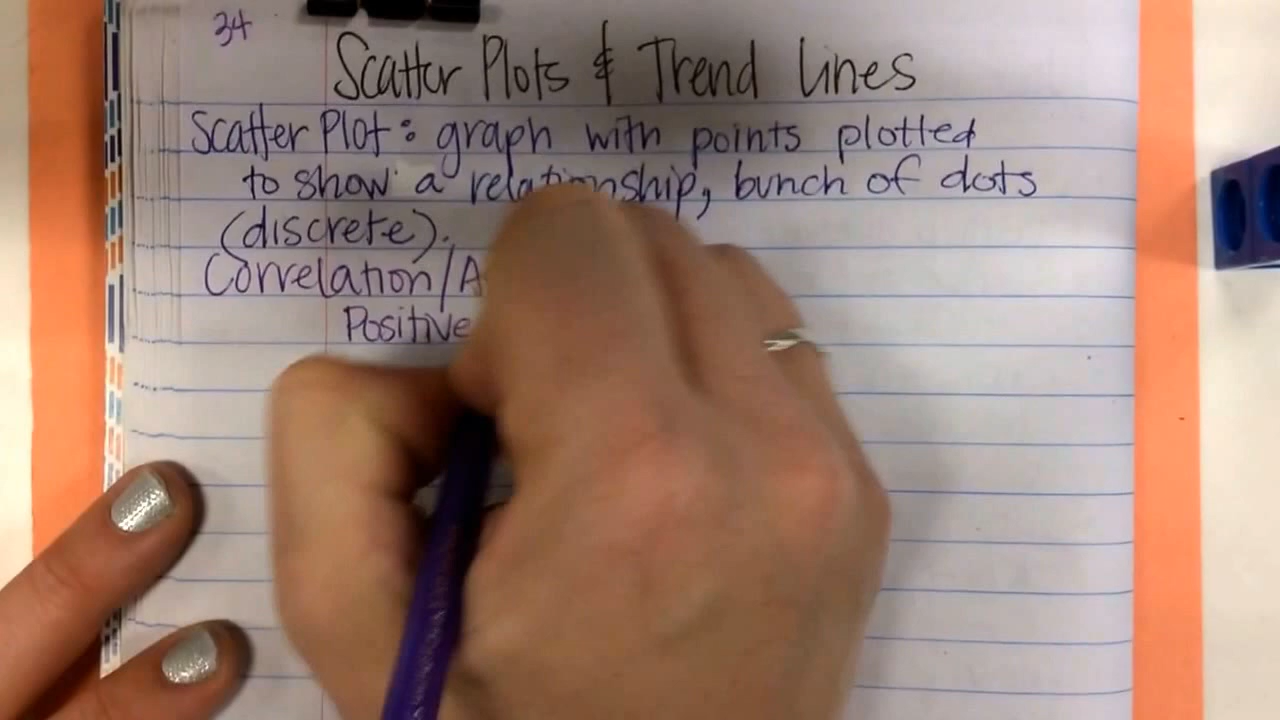 34
Scatter Plots & Trend Lines
Scatter Plot: graph with points plotted
to show a relationship, bunch of dots
(discrete).
Correlation/A
Positive